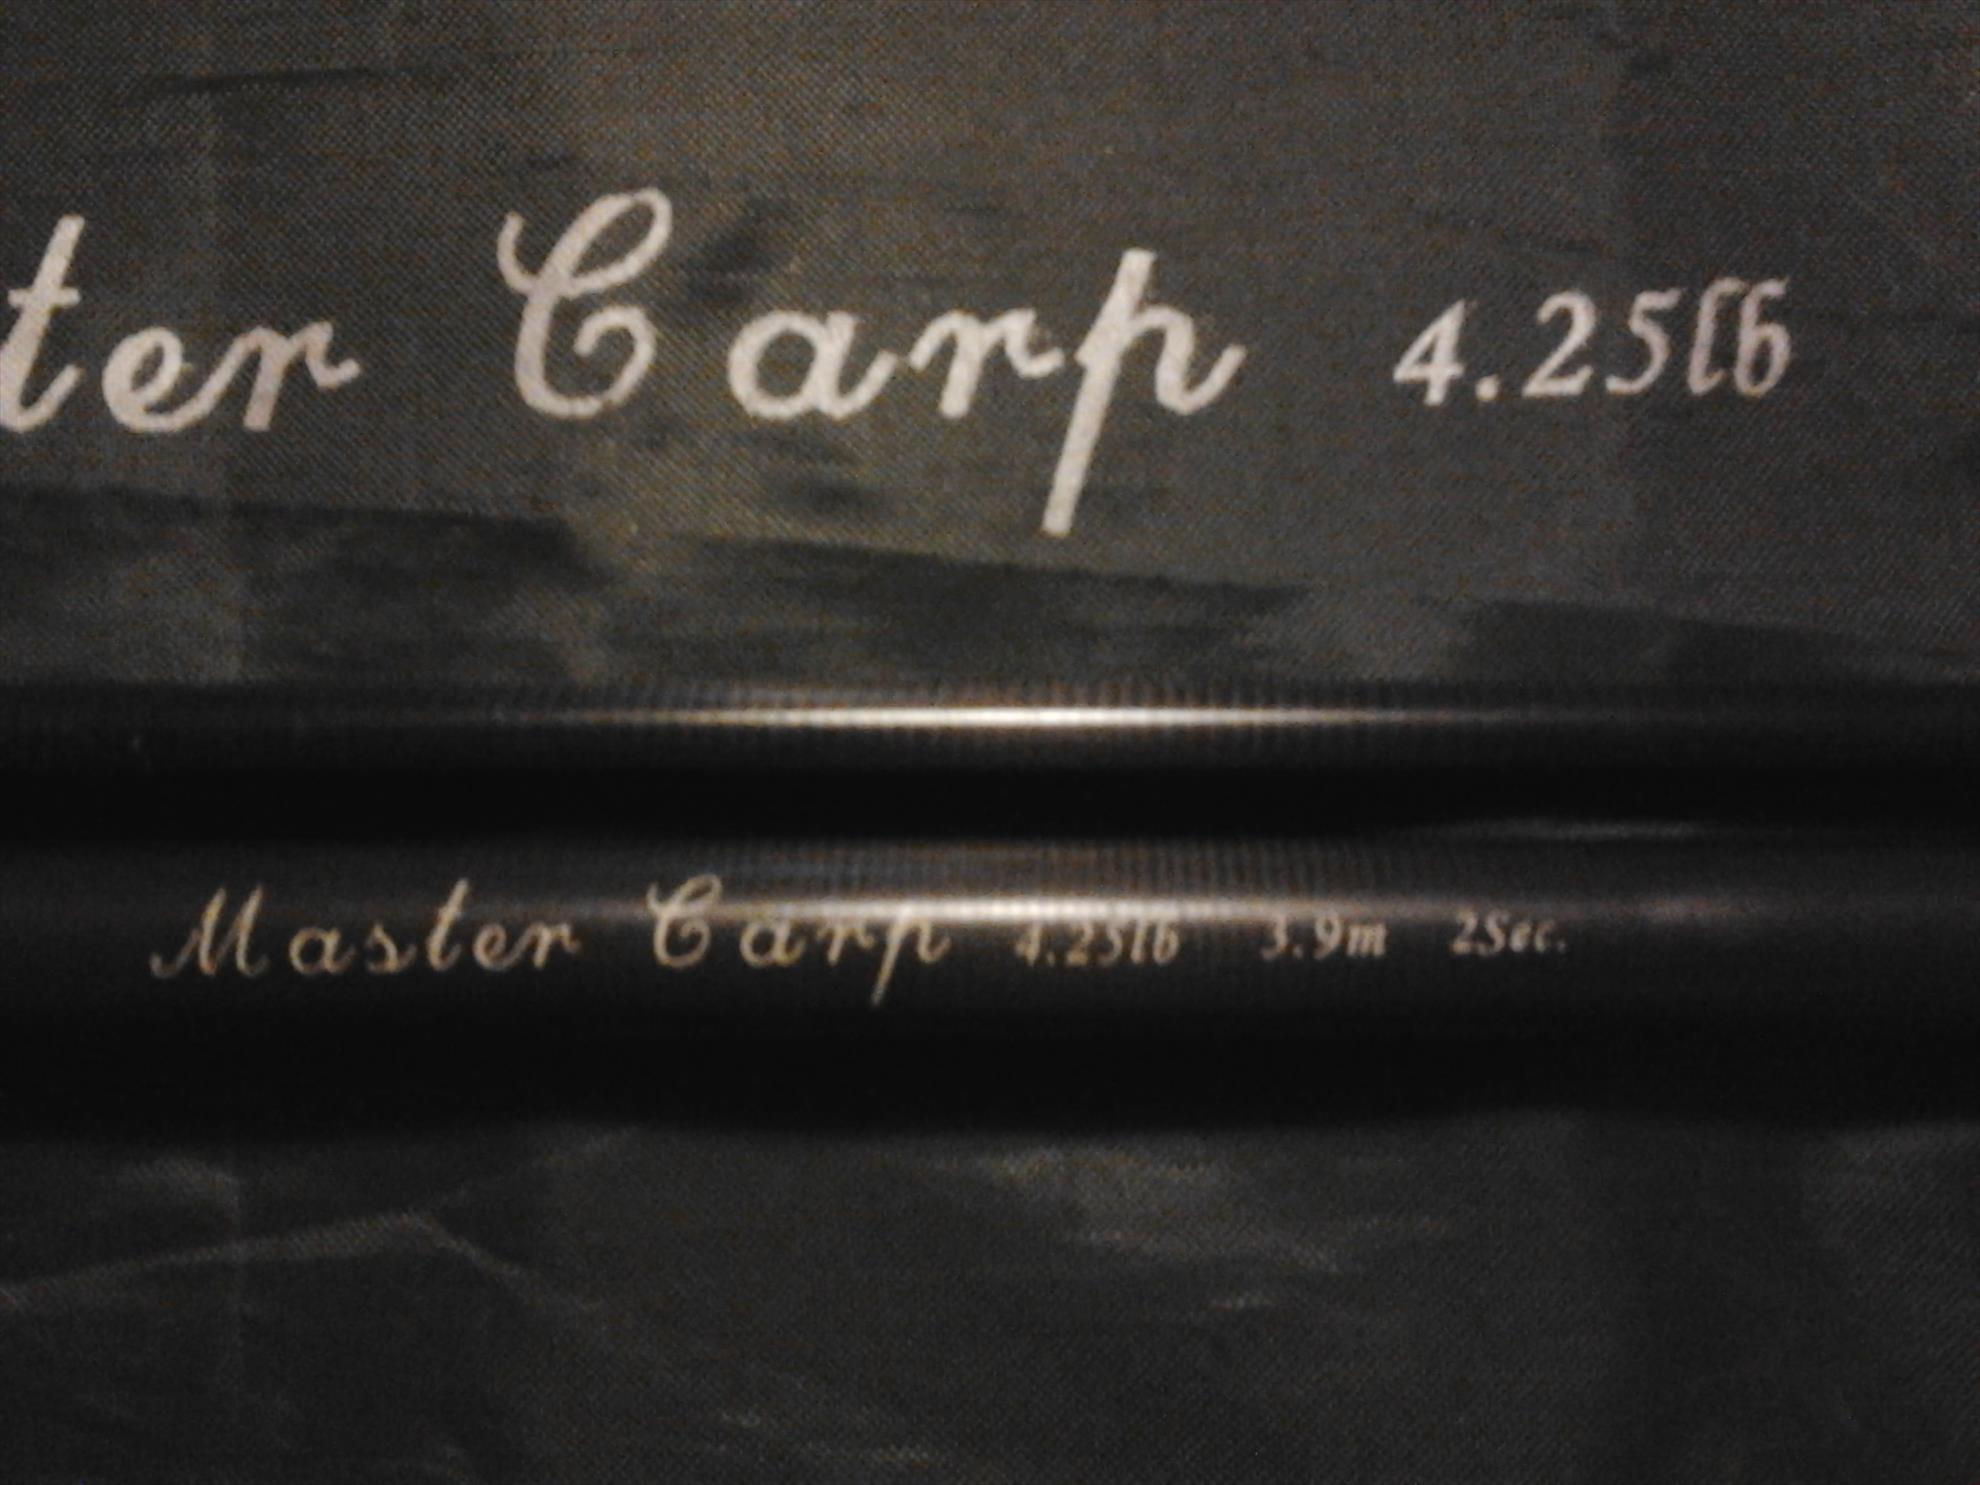 ter Carp 4.25lb
Master Carp 4.25lb 3.9m 2Sec.